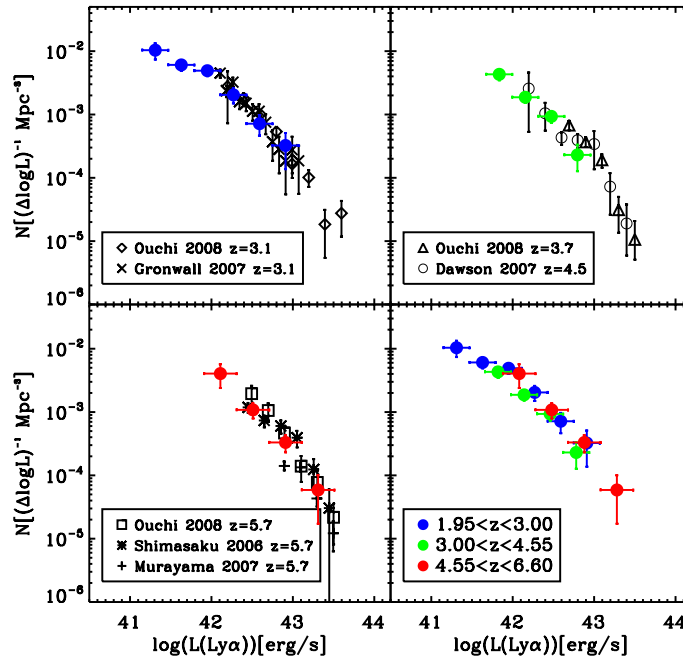 N[(ΔlogL)⁻¹ Mpc⁻³]
10⁻²
10⁻³
10⁻⁴
10⁻⁵
10⁻⁶
Ouchi 2008 z=3.1
Gronwall 2007 z=3.1
Ouchi 2008 z=3.7
Dawson 2007 z=4.5
N[(ΔlogL)⁻¹ Mpc⁻³]
10⁻²
10⁻³
10⁻⁴
10⁻⁵
10⁻⁶
Ouchi 2008 z=5.7
Shimasaku 2006 z=5.7
Murayama 2007 z=5.7
1.95<z<3.00
3.00<z<4.55
4.55<z<6.60
41 42 43 44
41 42 43 44
log(L(Lyα)[erg/s]
log(L(Lyα)[erg/s]